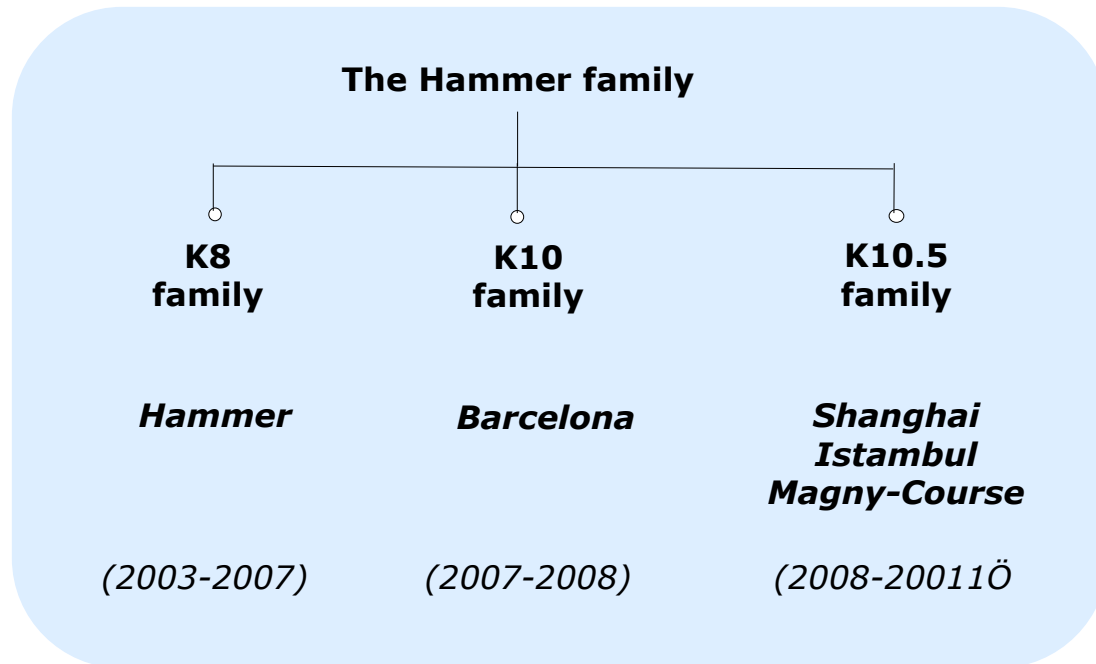 The Hammer family
K8
family
K10
family
K10.5
family
Hammer
Barcelona
Shanghai
Istambul
Magny-Course
(2003-2007)
(2007-2008)
(2008-20011Ö